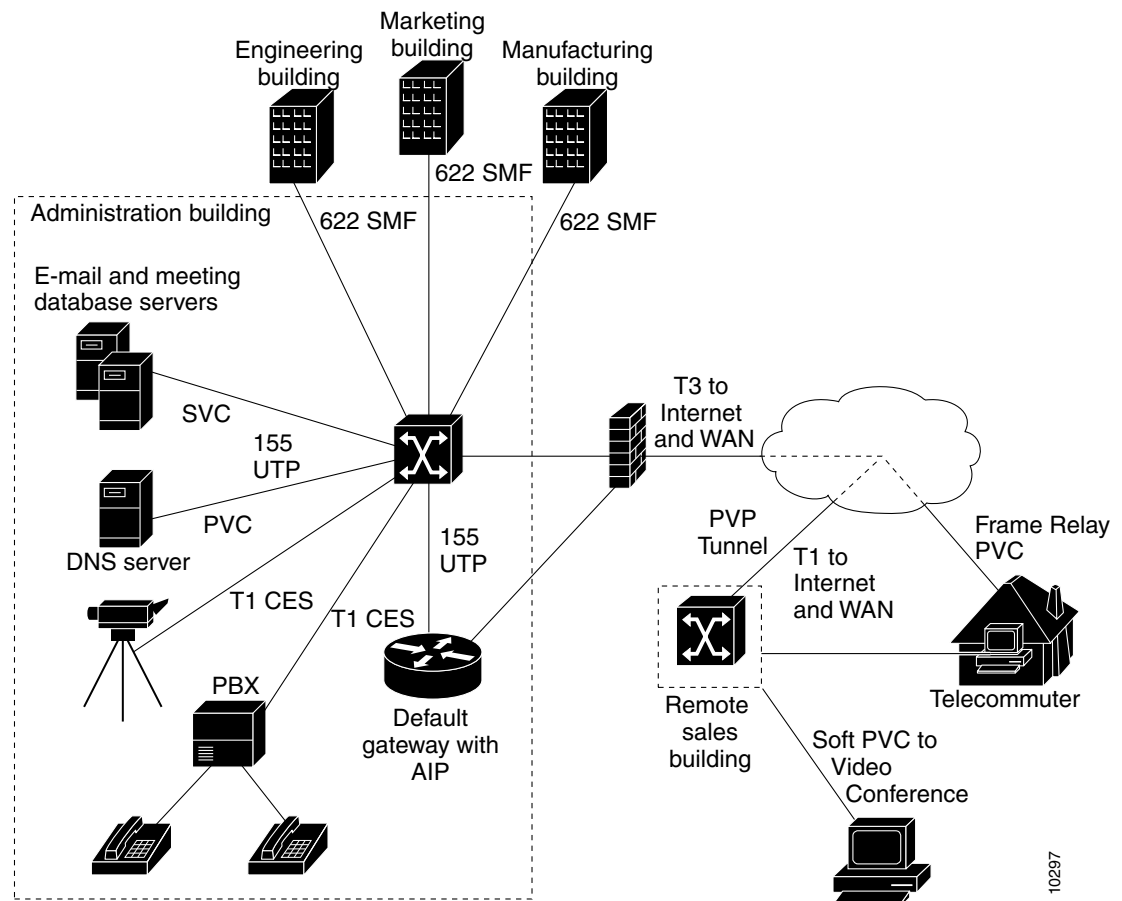 Marketing
building
Engineering
building
Manufacturing
building
622 SMF
622 SMF
622 SMF
Administration building
E-mail and meeting
database servers
SVC
155
UTP
PVC
DNS server
T1 CES
155
UTP
T1 CES
PBX
Default
gateway with
AIP
T3 to
Internet
and WAN
PVP
Tunnel
T1 to
Internet
and WAN
Frame Relay
PVC
Telecommuter
Remote
sales
building
Soft PVC to
Video
Conference
10297